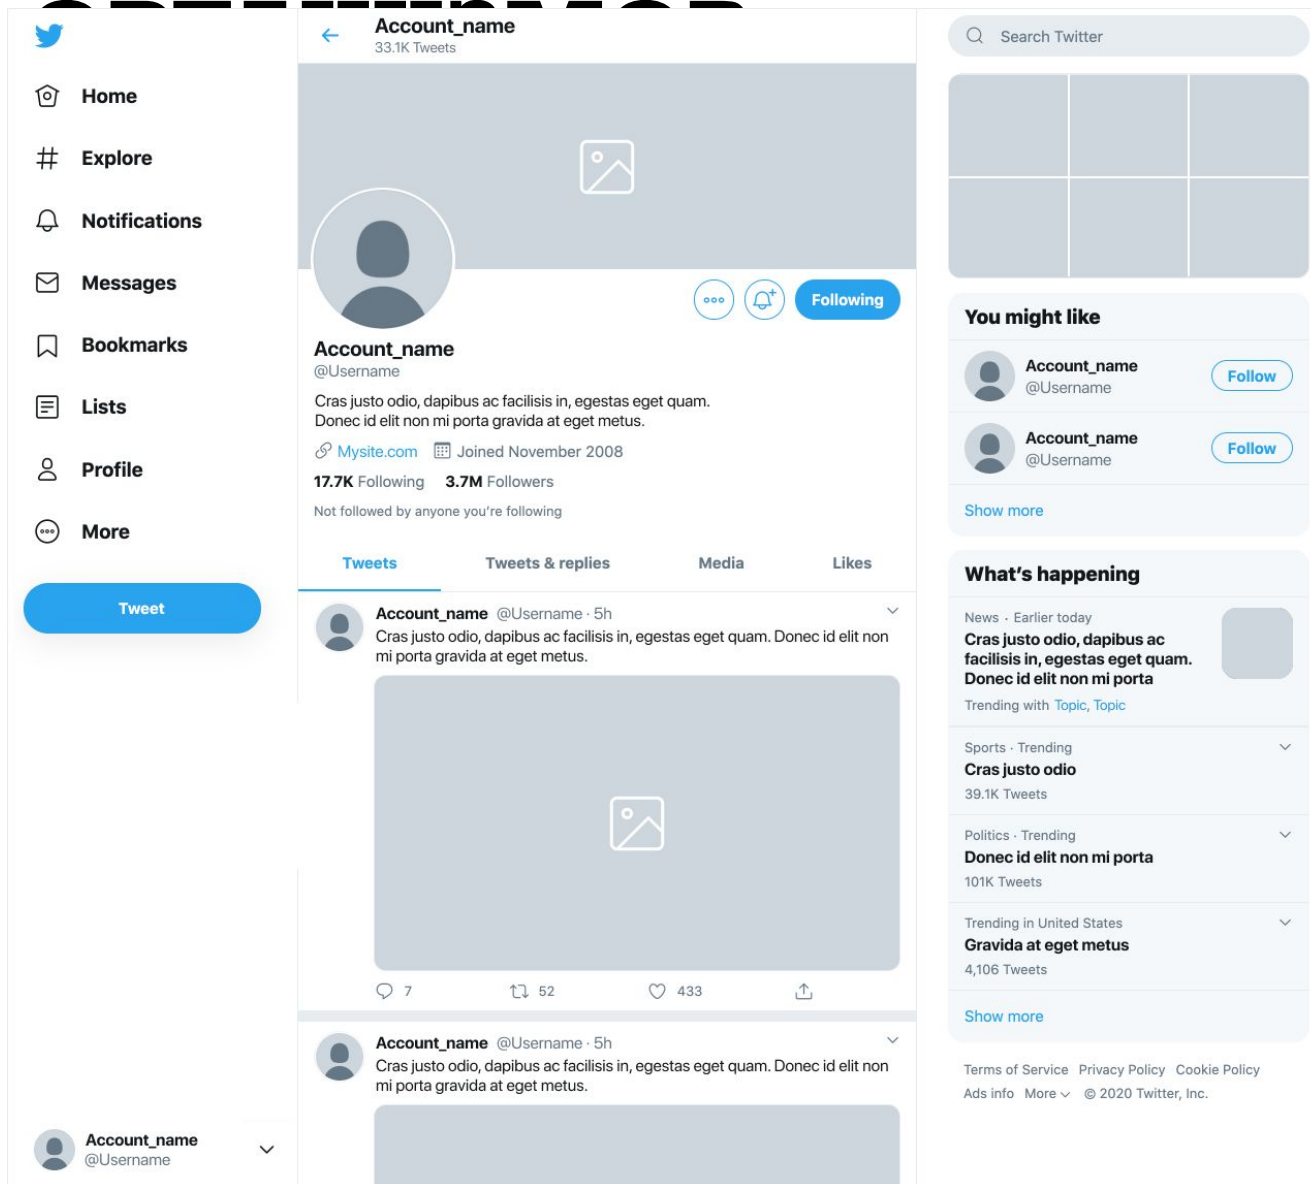 Account_name
33.1K Tweets
Search Twitter
Home
Explore
Notifications
Messages
Bookmarks
Lists
Profile
More
Tweet
Account_name
@Username
Following
Account_name
@Username
Cras justo odio, dapibus ac facilisis in, egestas eget quam.
Donec id elit non mi porta gravida at eget metus.
Mysite.com Joined November 2008
17.7K Following 3.7M Followers
Not followed by anyone you're following
Tweets Tweets & replies Media Likes
Account_name @Username · 5h
Cras justo odio, dapibus ac facilisis in, egestas eget quam. Donec id elit non
mi porta gravida at eget metus.
7 52 433
Account_name @Username · 5h
Cras justo odio, dapibus ac facilisis in, egestas eget quam. Donec id elit non
mi porta gravida at eget metus.
You might like
Account_name
@Username
Follow
Account_name
@Username
Follow
Show more
What's happening
News · Earlier today
Cras justo odio, dapibus ac
facilisis in, egestas eget quam.
Donec id elit non mi porta
Trending with Topic, Topic
Sports · Trending
Cras justo odio
39.1K Tweets
Politics · Trending
Donec id elit non mi porta
101K Tweets
Trending in United States
Gravida at eget metus
4,106 Tweets
Show more
Terms of Service Privacy Policy Cookie Policy
Ads info More © 2020 Twitter, Inc.